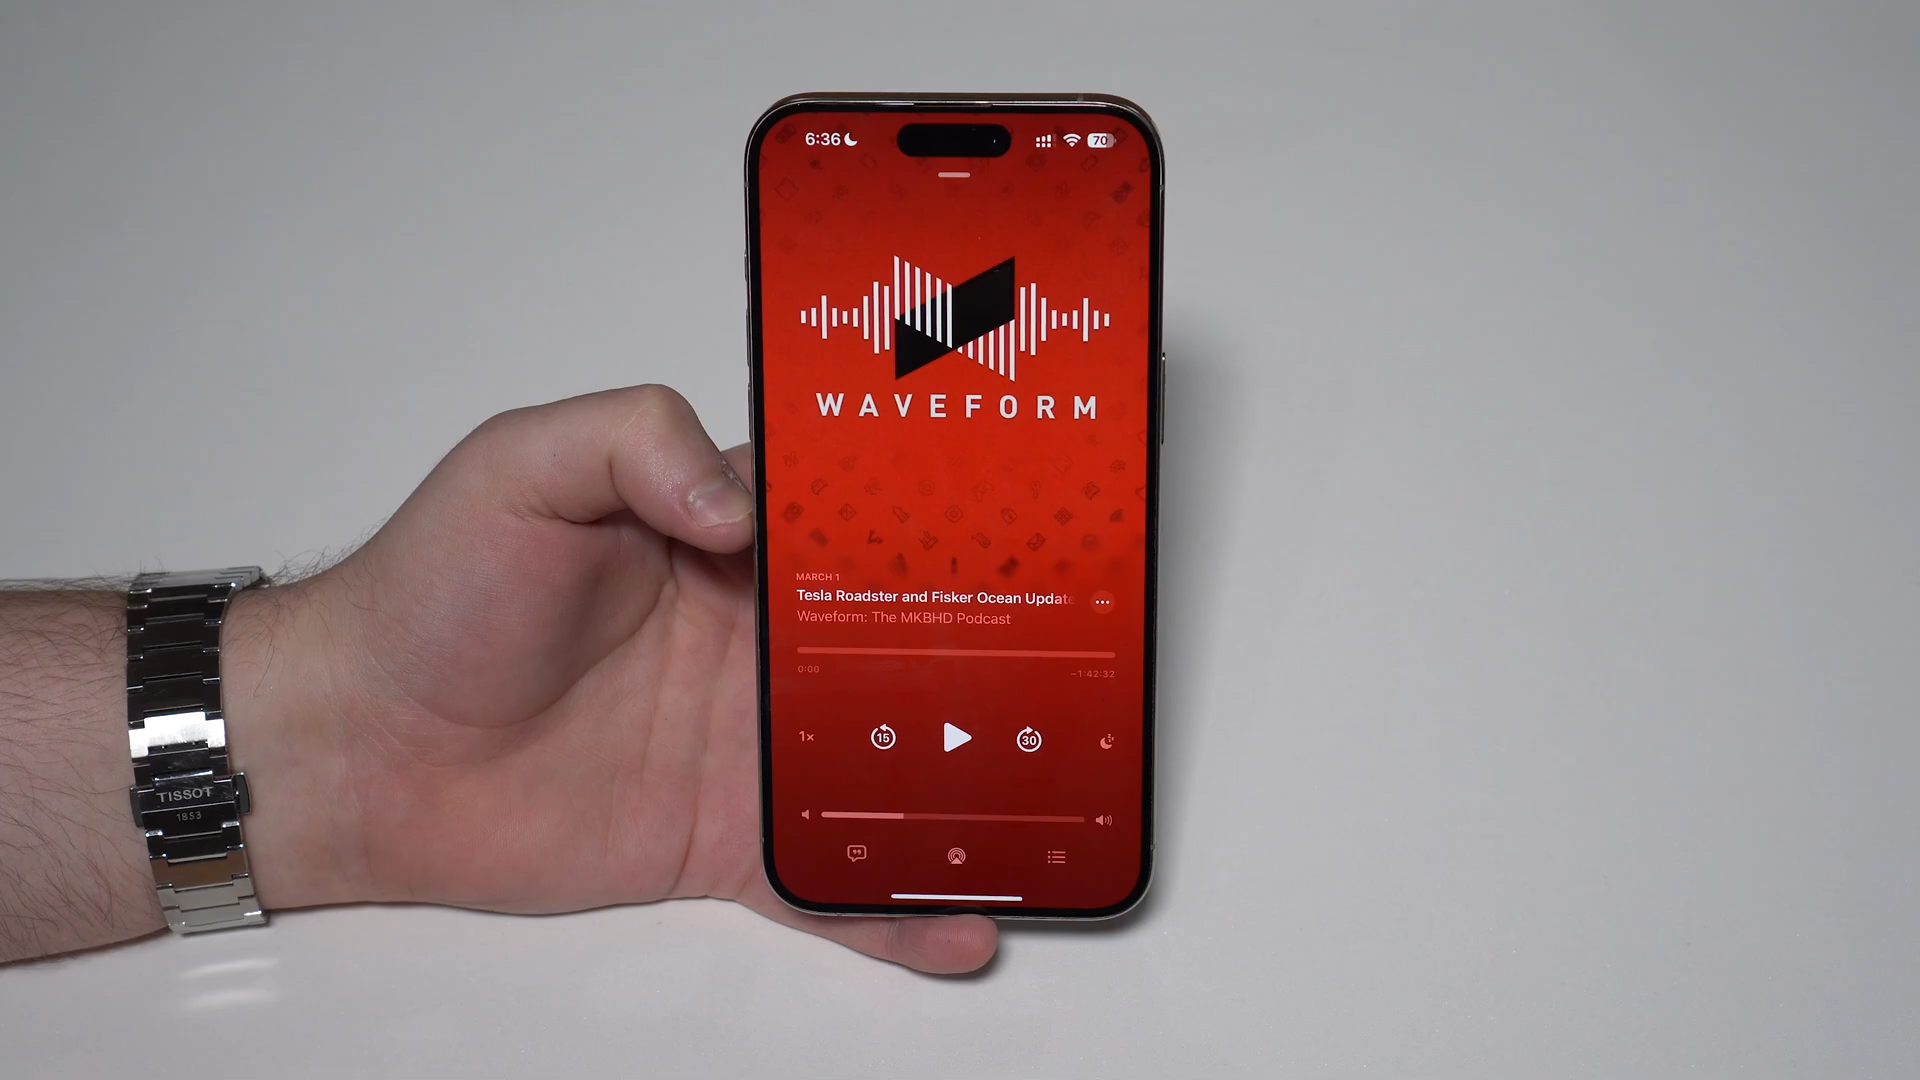 6:36
70
WAVEFORM
MARCH 1
Tesla Roadster and Fisker Ocean Update
Waveform: The MKBHD Podcast
0:00
-1:42:32
1×
15
30
TISSOT
1853